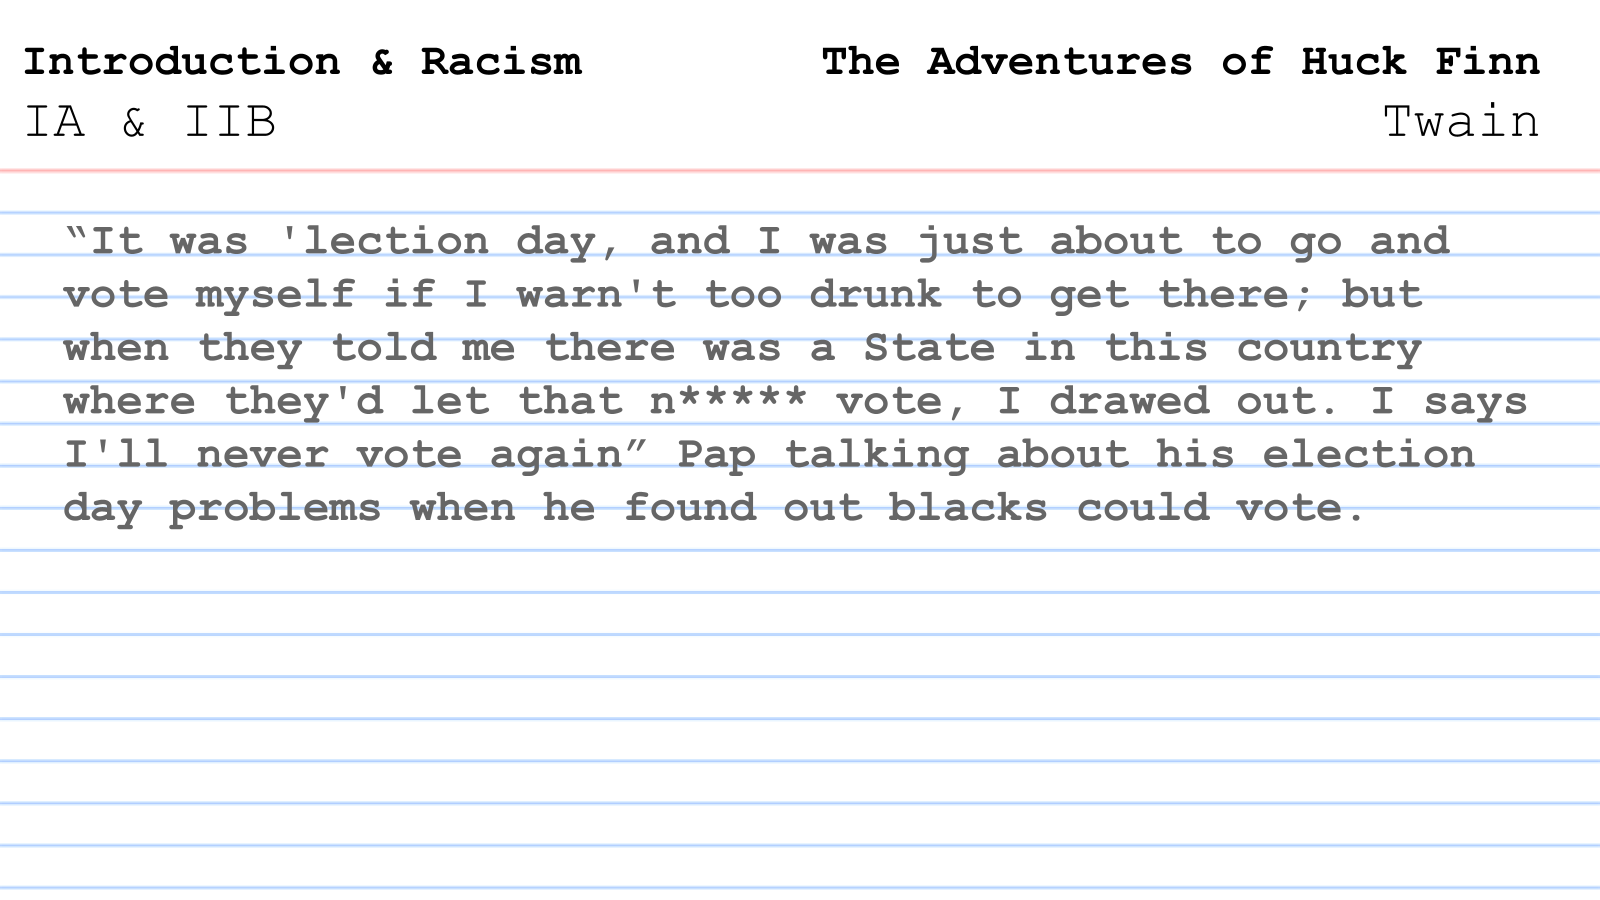 Introduction & Racism The Adventures of Huck Finn
IA & IIB Twain
“It was 'lection day, and I was just about to go and
vote myself if I warn't too drunk to get there; but
when they told me there was a State in this country
where they'd let that n***** vote, I drawed out. I says
I'll never vote again” Pap talking about his election
day problems when he found out blacks could vote.